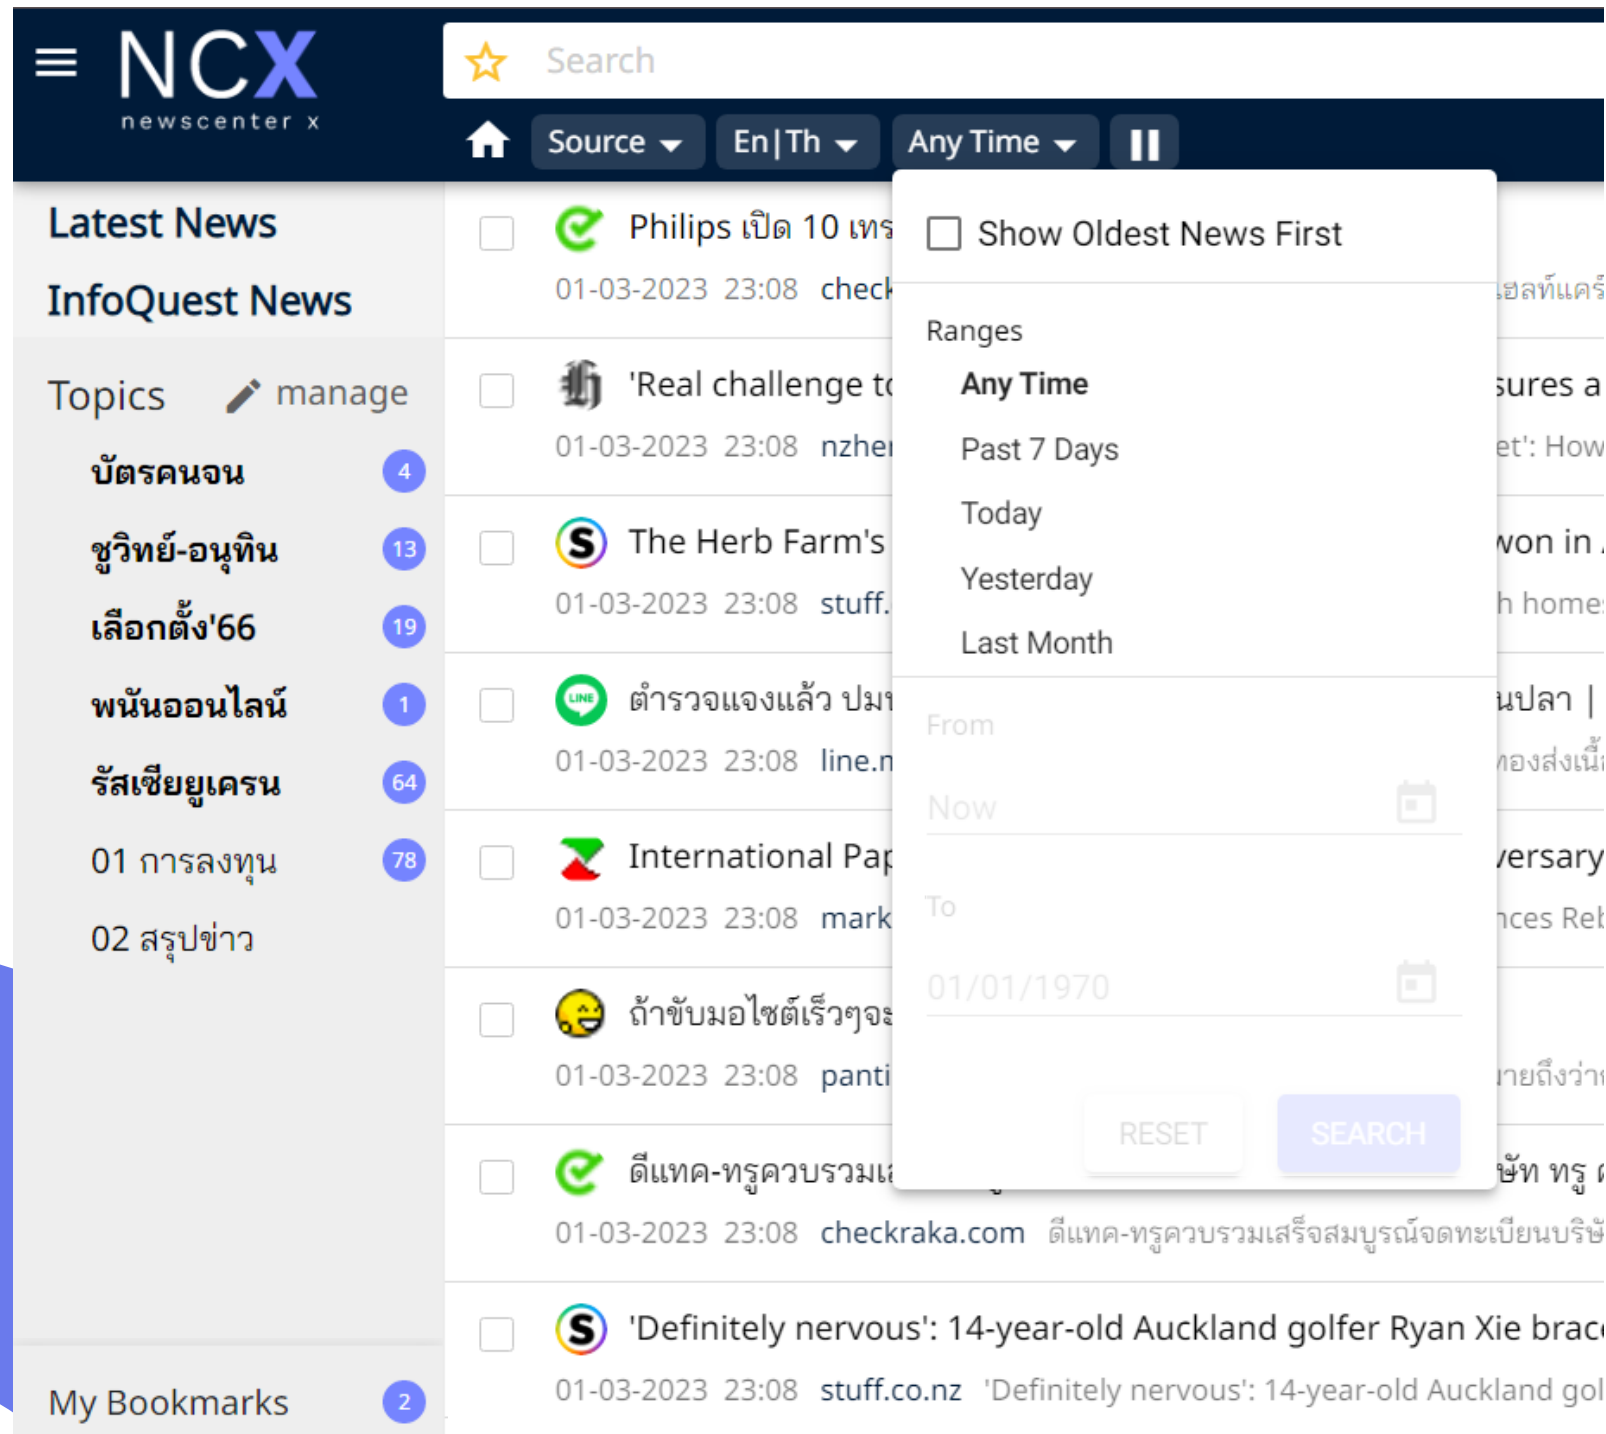 NCX
newscenter x
Search
Source
En|Th
Any Time
Latest News
InfoQuest News
Topics
manage
บัตรคนจน 4
ชูวิทย์-อนุทิน 13
เลือกตั้ง'66 19
พนันออนไลน์ 1
รัสเซียยูเครน 64
01 การลงทุน 78
02 สรุปข่าว
My Bookmarks 2
Show Oldest News First
Ranges
Any Time
Past 7 Days
Today
Yesterday
Last Month
From
Now
To
01/01/1970
RESET SEARCH
Philips เปิด 10
01-03-2023 23:08 check
'Real challenge sures a
01-03-2023 23:08 nzher et': How
The Herb Farm's won in
01-03-2023 23:08 stuff. h home
LINE
ตำรวจแจงแล้ว นปลา |
01-03-2023 23:08 line.n
International Pap versary
01-03-2023 23:08 mark nces Reb
ถ้าขับมอไซต์เร็วๆจะ
01-03-2023 23:08 panti ายถึงว่า
S
ดีแทค-ทรูควบรวม ษัท ทรู
01-03-2023 23:08 checkraka.com ดีแทค-ทรูควบรวมเสร็จสมบูรณ์จดทะเบียนบริษั
S
'Definitely nervous': 14-year-old Auckland golfer Ryan Xie brace
01-03-2023 23:08 stuff.co.nz 'Definitely nervous': 14-year-old Auckland gol